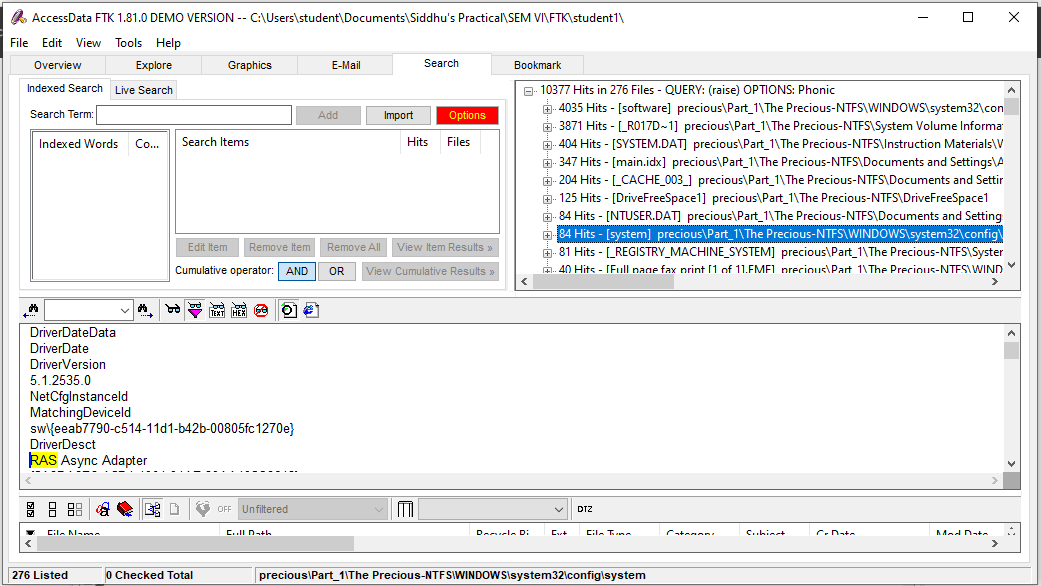 AccessData FTK 1.81.0 DEMO VERSION -- C:\Users\student\Documents\Siddhu's Practical\SEM VI\FTK\student1\
File Edit View Tools Help
Overview Explore Graphics E-Mail Search Bookmark
Indexed Search Live Search
Search Term: Add Import Options
Indexed Words Co...
Search Items Hits Files
Edit Item Remove Item Remove All View Item Results »
Cumulative operator: AND OR View Cumulative Results »
10377 Hits in 276 Files - QUERY: (raise) OPTIONS: Phonic
4035 Hits - [software] precious\Part_1\The Precious-NTFS\WINDOWS\system32\con
3871 Hits - [_R017D~1] precious\Part_1\The Precious-NTFS\System Volume Informa
404 Hits - [SYSTEM.DAT] precious\Part_1\The Precious-NTFS\Instruction Materials\W
347 Hits - [main.idx] precious\Part_1\The Precious-NTFS\Documents and Settings\A
204 Hits - [_CACHE_003_] precious\Part_1\The Precious-NTFS\Documents and Settir
125 Hits - [DriveFreeSpace1] precious\Part_1\The Precious-NTFS\DriveFreeSpace1
84 Hits - [NTUSER.DAT] precious\Part_1\The Precious-NTFS\Documents and Settings
84 Hits - [system] precious\Part_1\The Precious-NTFS\WINDOWS\system32\config\
81 Hits - [_REGISTRY_MACHINE_SYSTEM] precious\Part_1\The Precious-NTFS\Syster
40 Hits - [Full page fax print [1 of 1].EMF] precious\Part_1\The Precious-NTFS\WIND
TEXT HEX
DriverDateData
DriverDate
DriverVersion
5.1.2535.0
NetCfgInstanceId
MatchingDeviceId
sw\{eeab7790-c514-11d1-b42b-00805fc1270e}
DriverDesct
RAS Async Adapter
OFF Unfiltered DTZ
File Name Full Path Recycle Bi Ext File Type Category Subject Cr Date Mod Date
276 Listed 0 Checked Total precious\Part_1\The Precious-NTFS\WINDOWS\system32\config\system